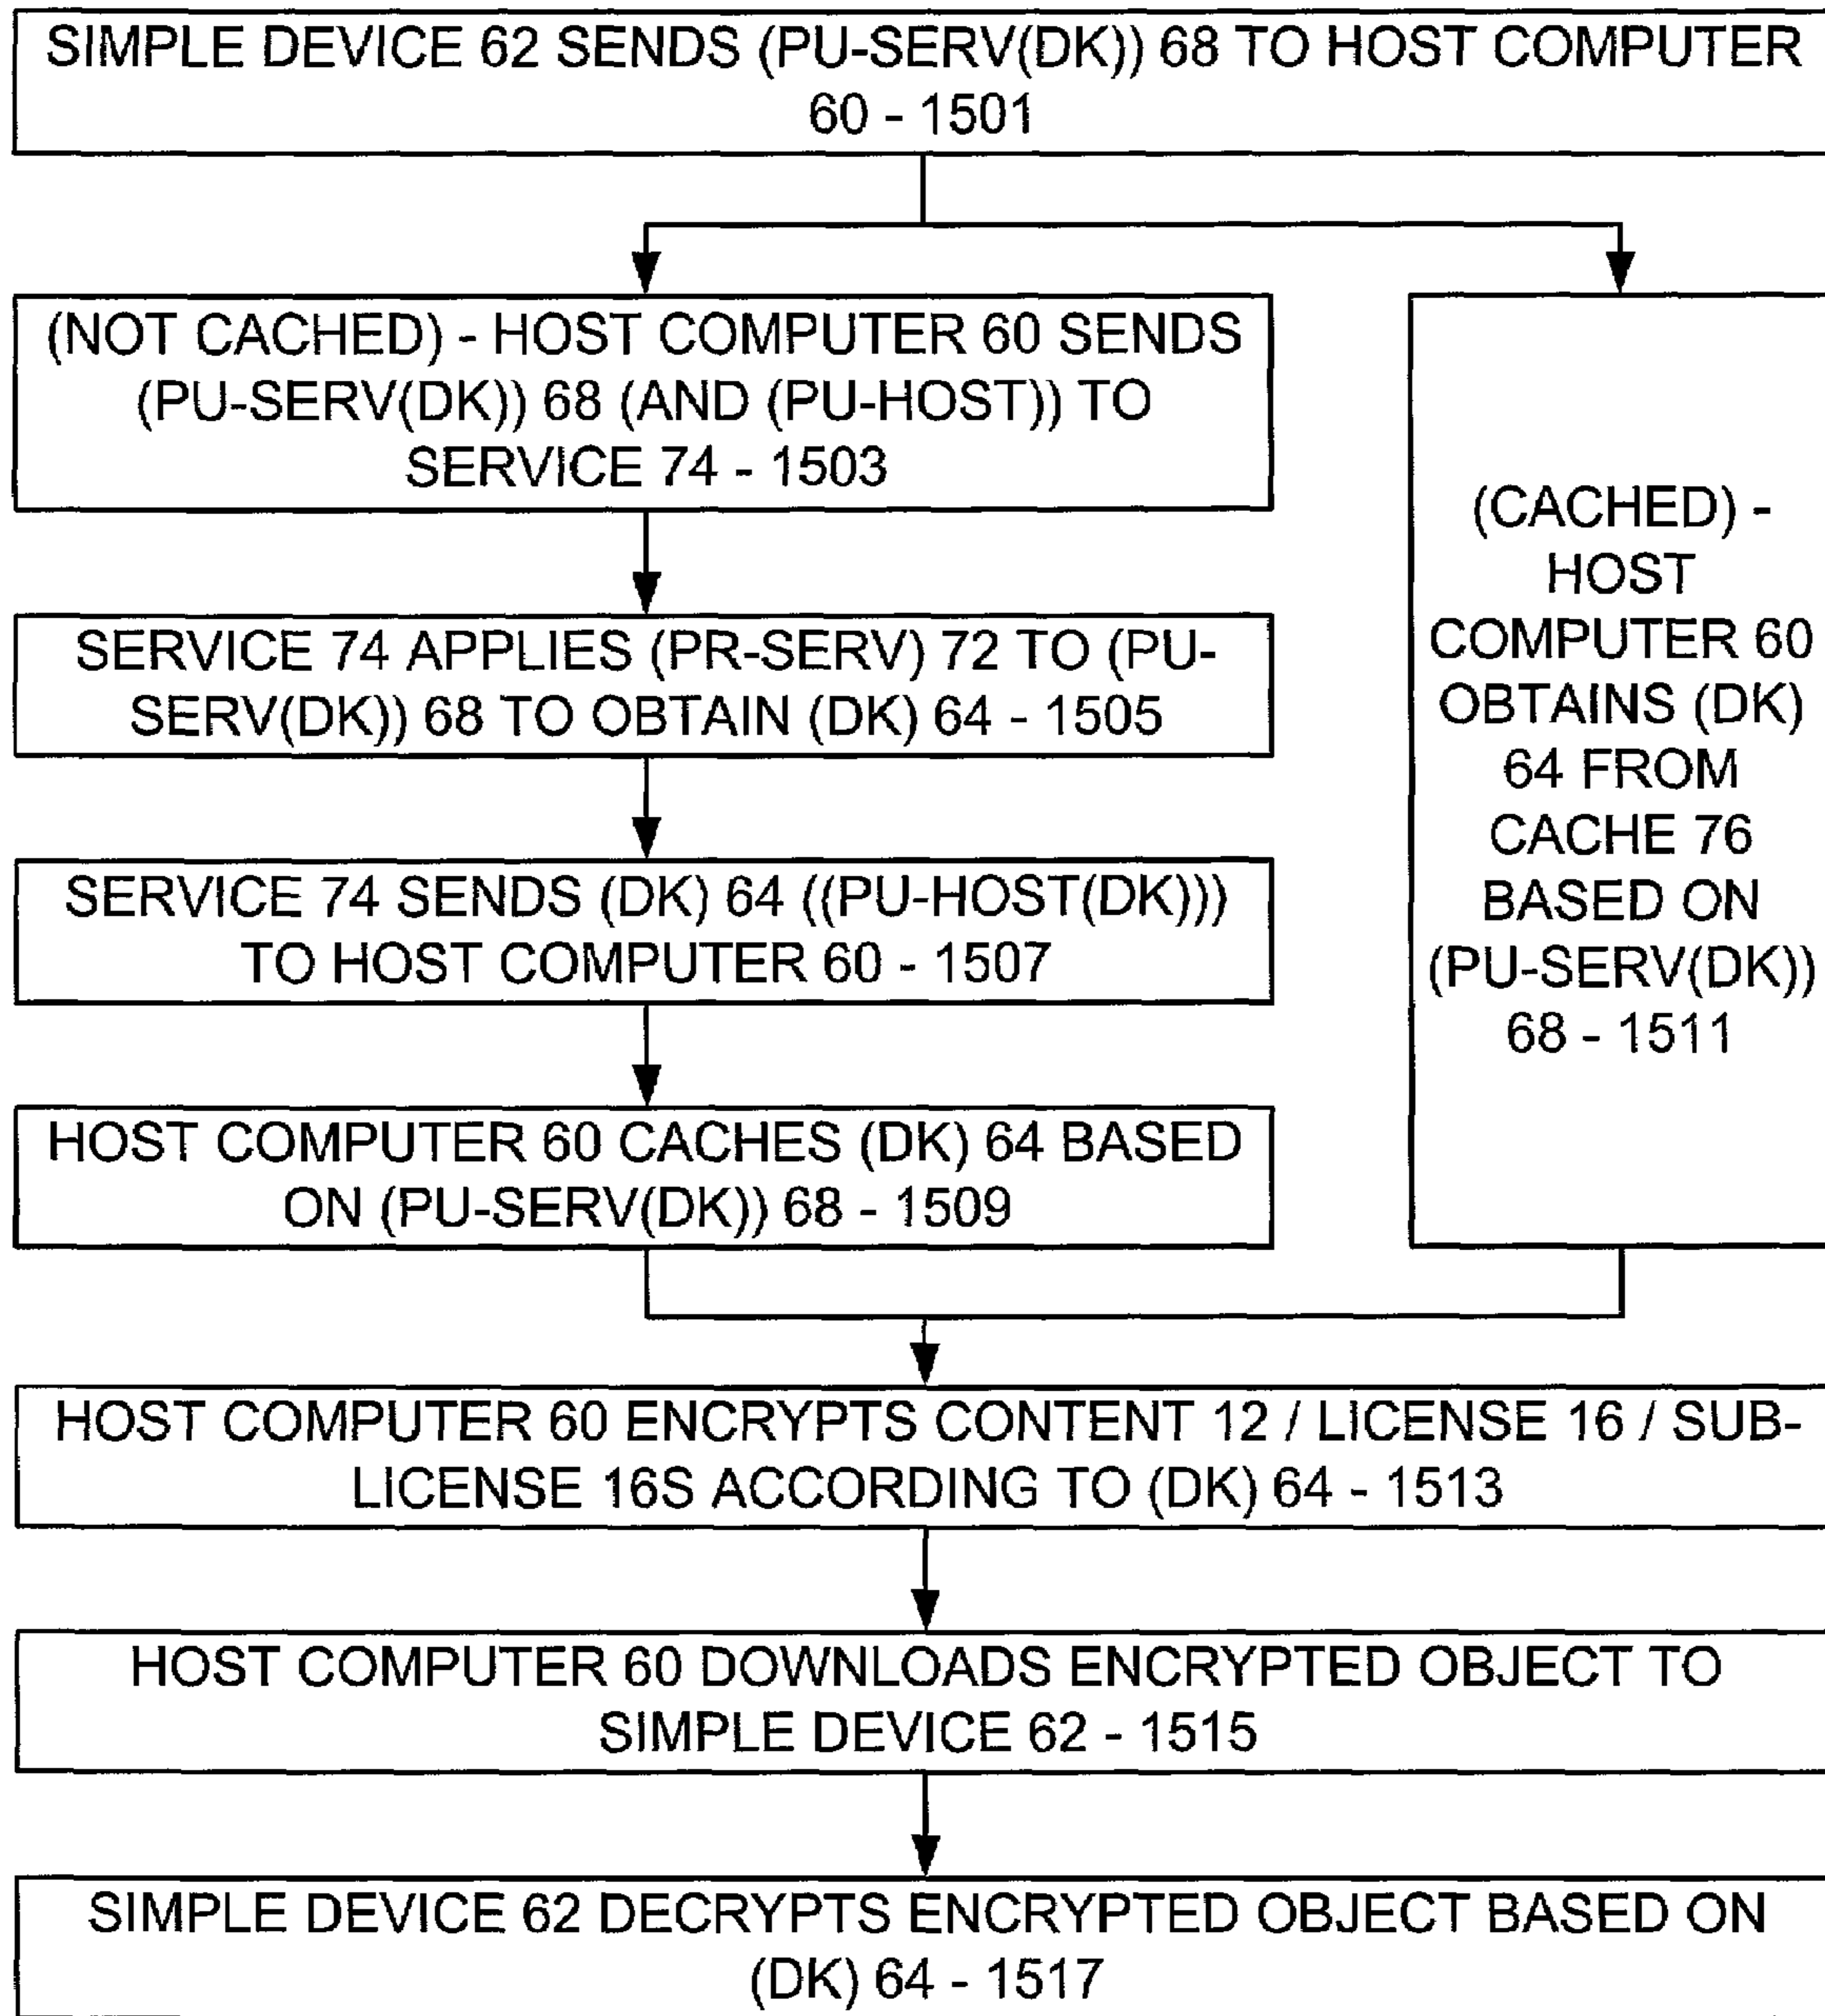 SIMPLE DEVICE 62 SENDS (PU-SERV(DK)) 68 TO HOST COMPUTER
60 - 1501
(NOT CACHED) - HOST COMPUTER 60 SENDS
(PU-SERV(DK)) 68 (AND (PU-HOST)) TO
SERVICE 74 - 1503
SERVICE 74 APPLIES (PR-SERV) 72 TO (PU-
SERV(DK)) 68 TO OBTAIN (DK) 64 - 1505
SERVICE 74 SENDS (DK) 64 ((PU-HOST(DK)))
TO HOST COMPUTER 60 - 1507
HOST COMPUTER 60 CACHES (DK) 64 BASED
ON (PU-SERV(DK)) 68 - 1509
(CACHED) -
HOST
COMPUTER 60
OBTAINS (DK)
64 FROM
CACHE 76
BASED ON
(PU-SERV(DK))
68 - 1511
HOST COMPUTER 60 ENCRYPTS CONTENT 12 / LICENSE 16 / SUB-
LICENSE 16S ACCORDING TO (DK) 64 - 1513
HOST COMPUTER 60 DOWNLOADS ENCRYPTED OBJECT TO
SIMPLE DEVICE 62 - 1515
SIMPLE DEVICE 62 DECRYPTS ENCRYPTED OBJECT BASED ON
(DK) 64 - 1517